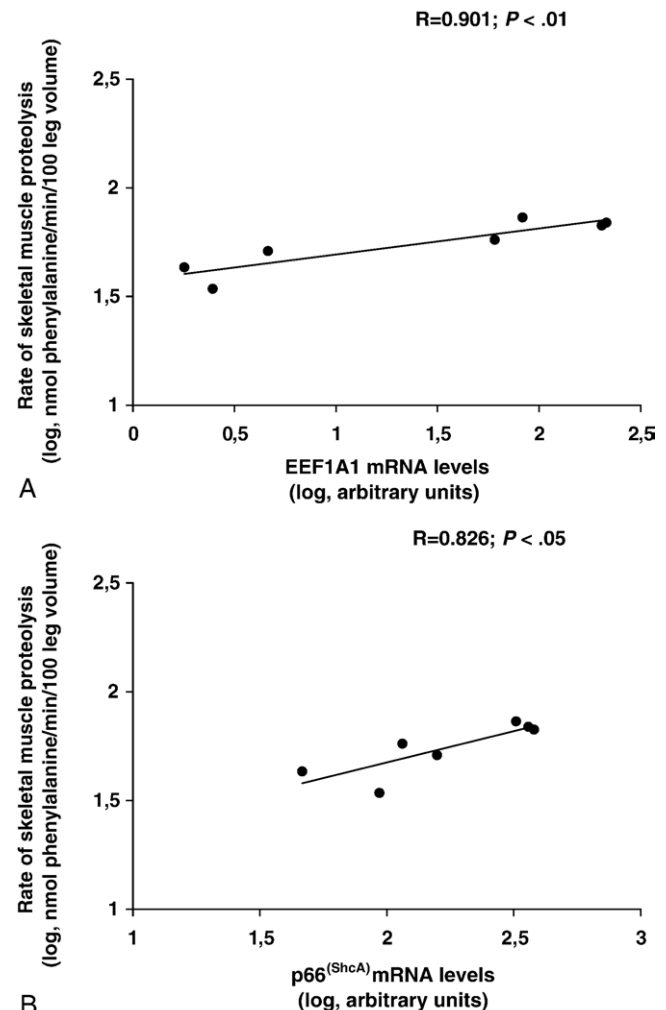 R=0.901; P < .01
Rate of skeletal muscle proteolysis
(log, nmol phenylalanine/min/100 leg volume)
2,5
2
1,5
1
0
0,5
1
1,5
2
2,5
EEF1A1 mRNA levels
(log, arbitrary units)
A
R=0.826; P < .05
Rate of skeletal muscle proteolysis
(log, nmol phenylalanine/min/100 leg volume)
2,5
2
1,5
1
1
1,5
2
2,5
3
p66(ShcA) mRNA levels
(log, arbitrary units)
B